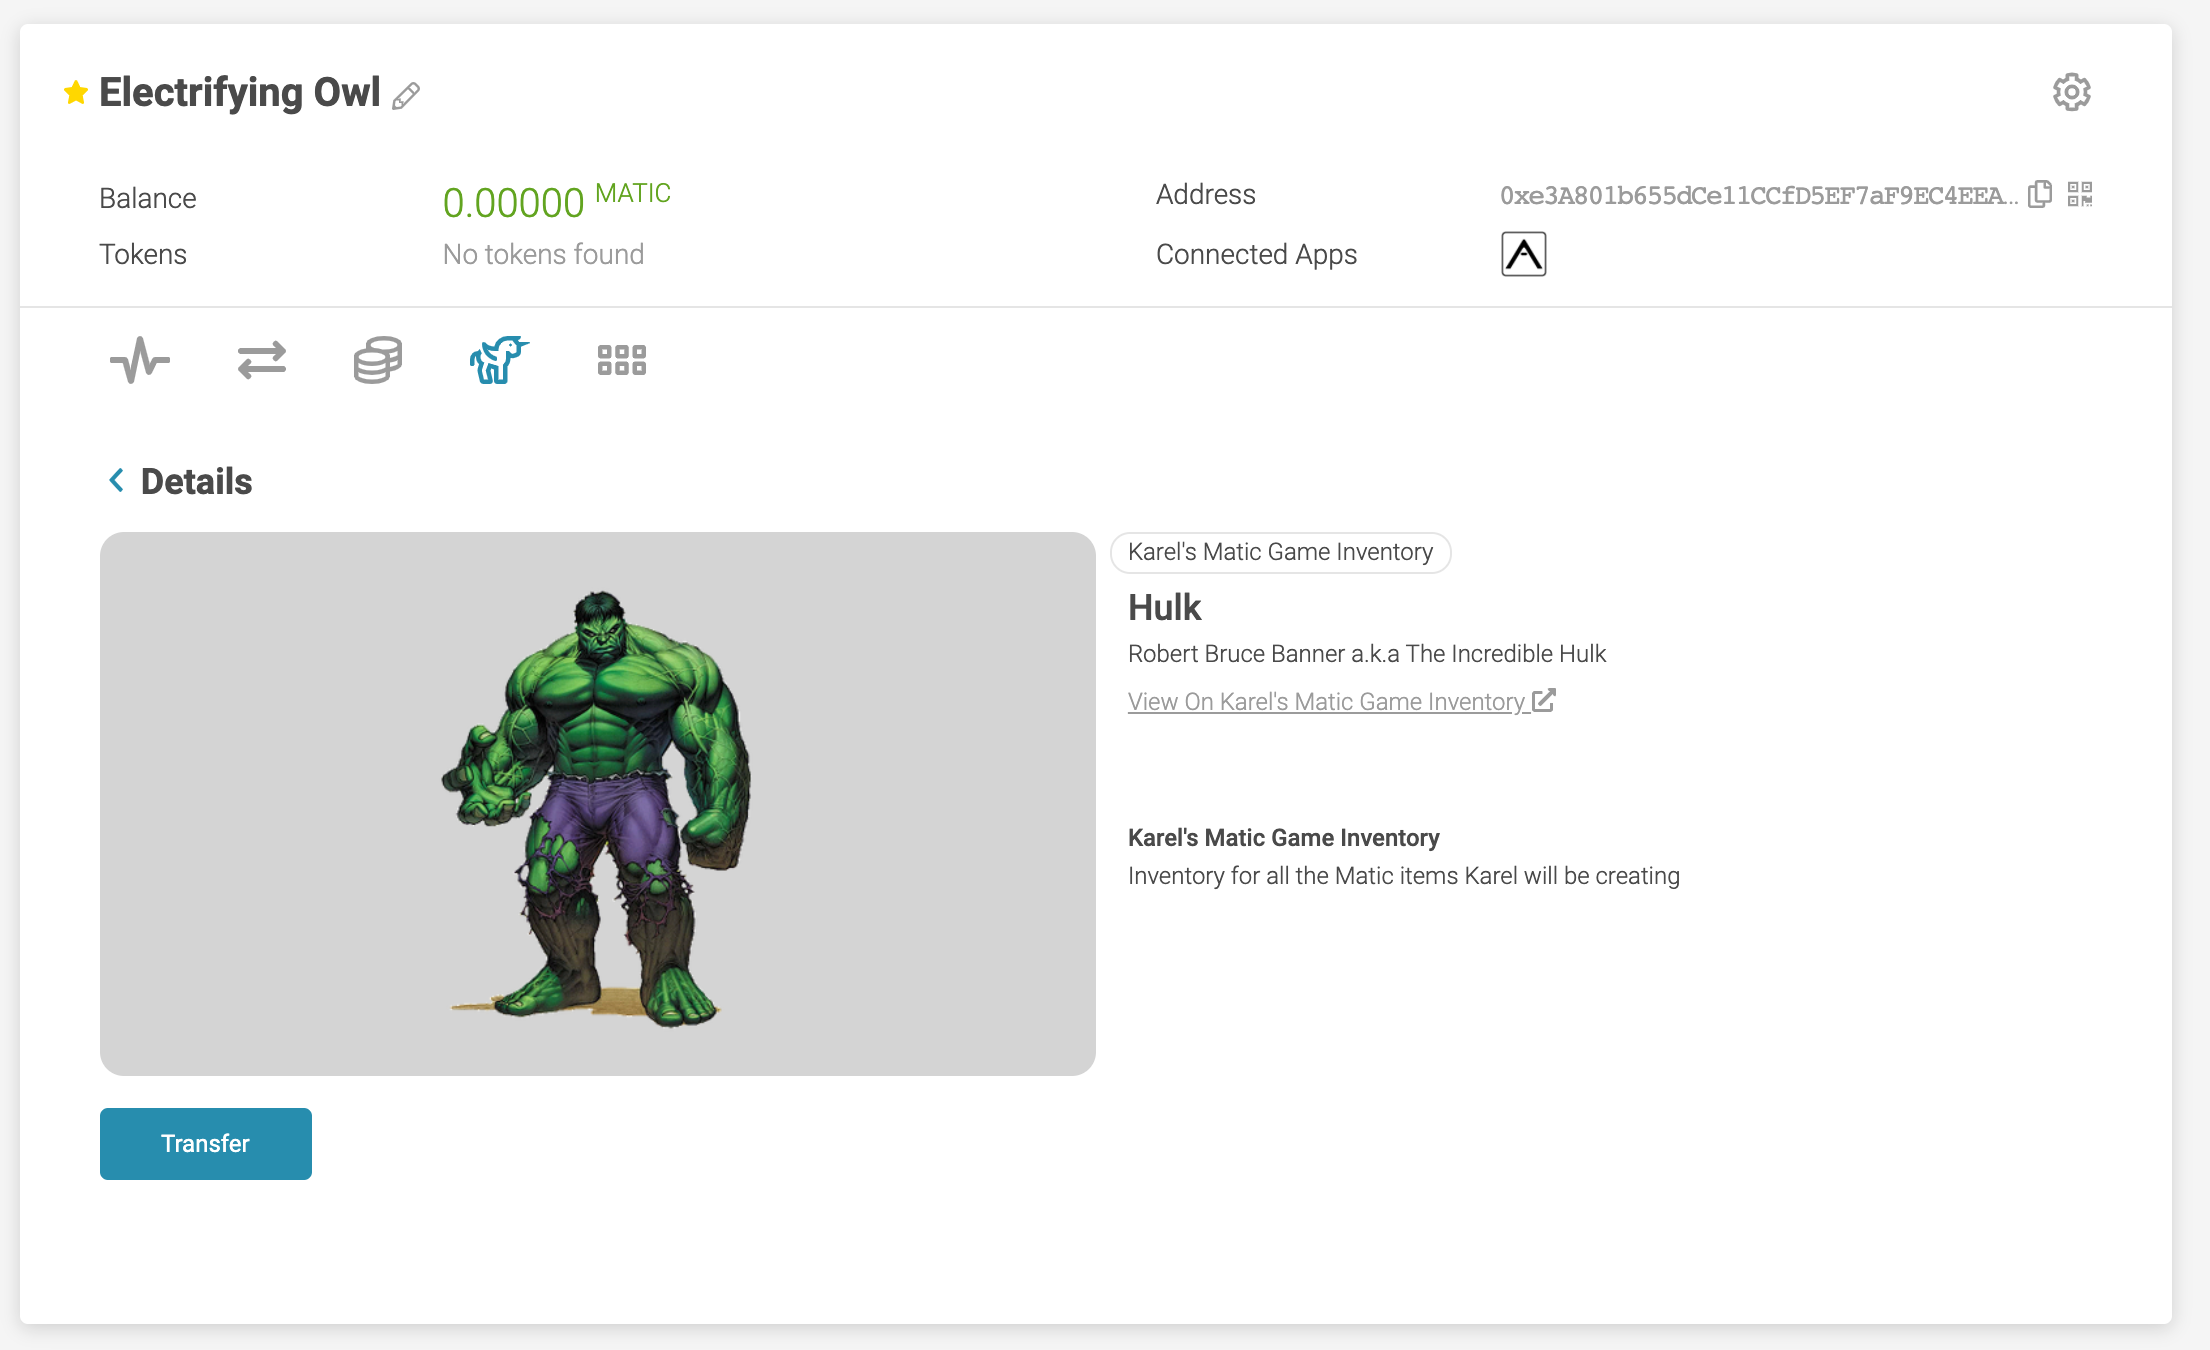 Electrifying Owl
Balance
0.00000 MATIC
Tokens
No tokens found
Address
0xe3A801b655dCe11CCfD5EF7aF9EC4EEA...
Connected Apps
Details
Karel's Matic Game Inventory
Hulk
Robert Bruce Banner a.k.a The Incredible Hulk
View On Karel's Matic Game Inventory
Karel's Matic Game Inventory
Inventory for all the Matic items Karel will be creating
Transfer